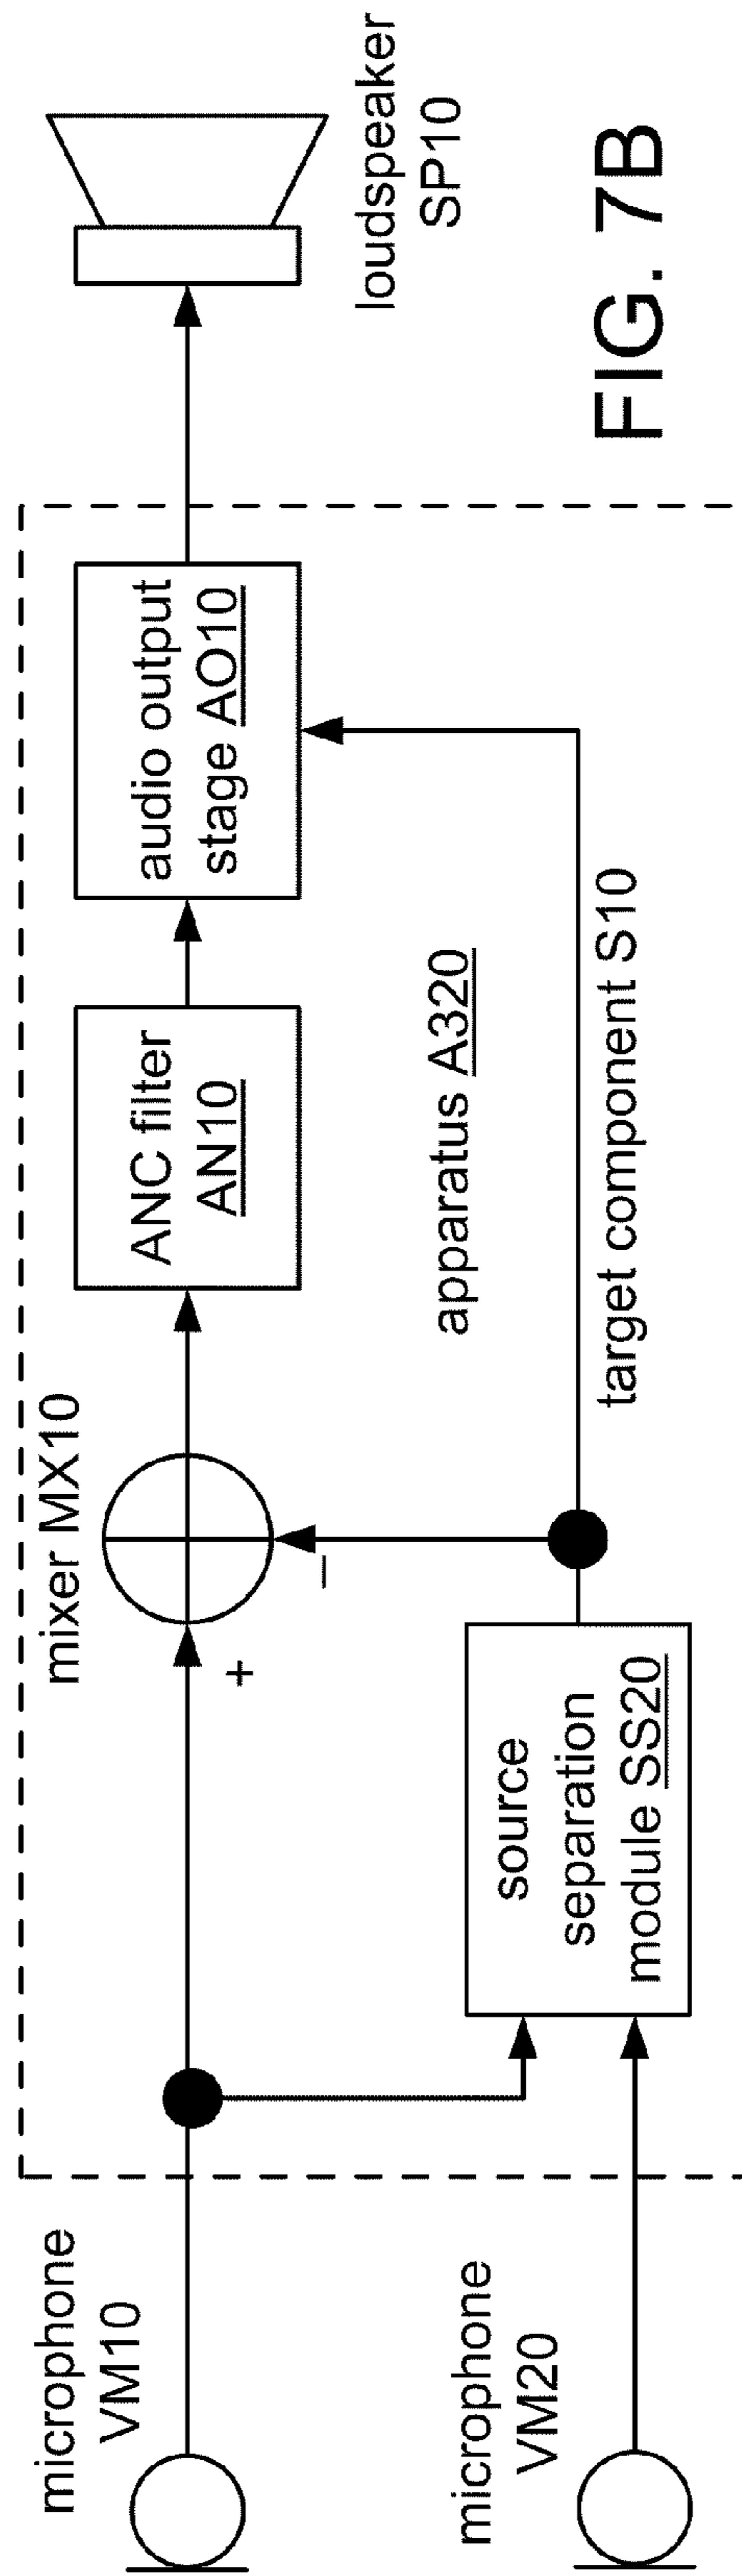 microphone
VM10
microphone
VM20
mixer MX10
+
–
source
separation
module SS20
ANC filter
AN10
audio output
stage AO10
apparatus A320
target component S10
loudspeaker
SP10
FIG. 7B